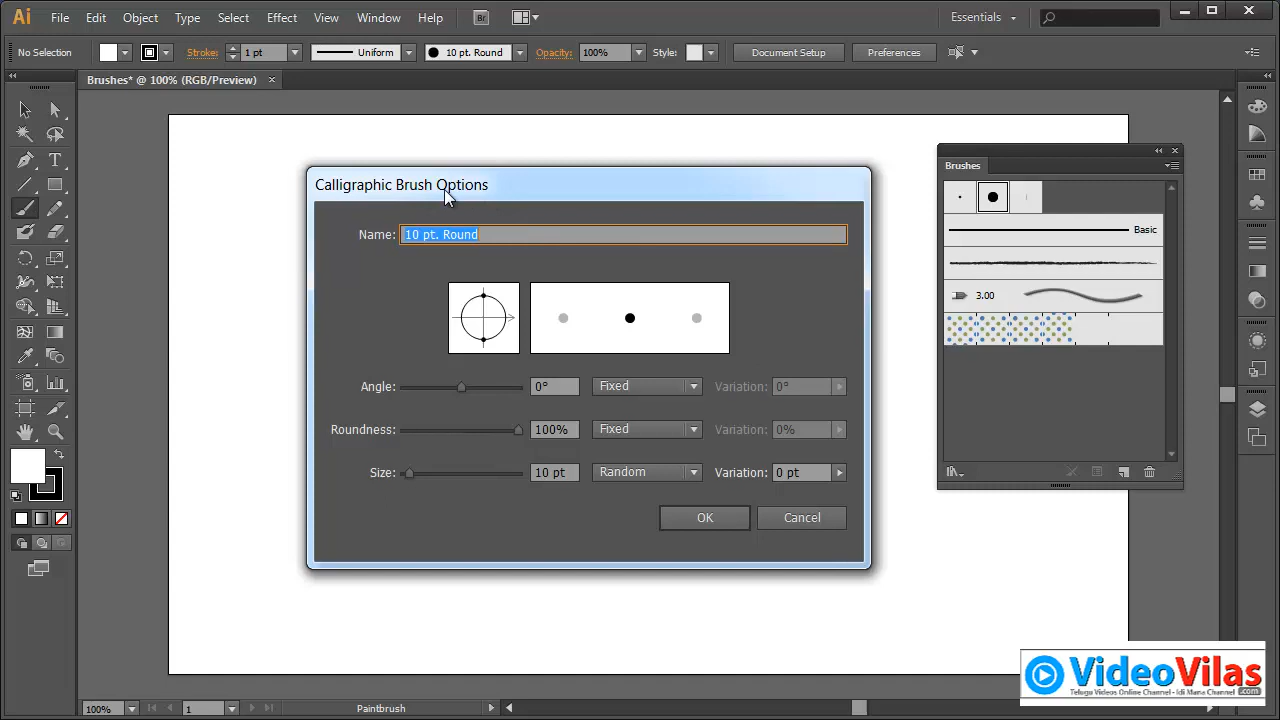 Ai File Edit Object Type Select Effect View Window Help Br Essentials
No Selection Stroke: 1 pt Uniform 10 pt. Round Opacity: 100% Style: Document Setup Preferences
Brushes* @ 100% (RGB/Preview)
Brushes
Calligraphic Brush Options
Name: 10 pt. Round
Basic
3.00
Angle: 0° Fixed Variation: 0°
Roundness: 100% Fixed Variation: 0%
Size: 10 pt Random Variation: 0 pt
OK Cancel
VideoVilas
.com
Telugu Videos Online Channel - Idi Mana Channel
100% 1 Paintbrush